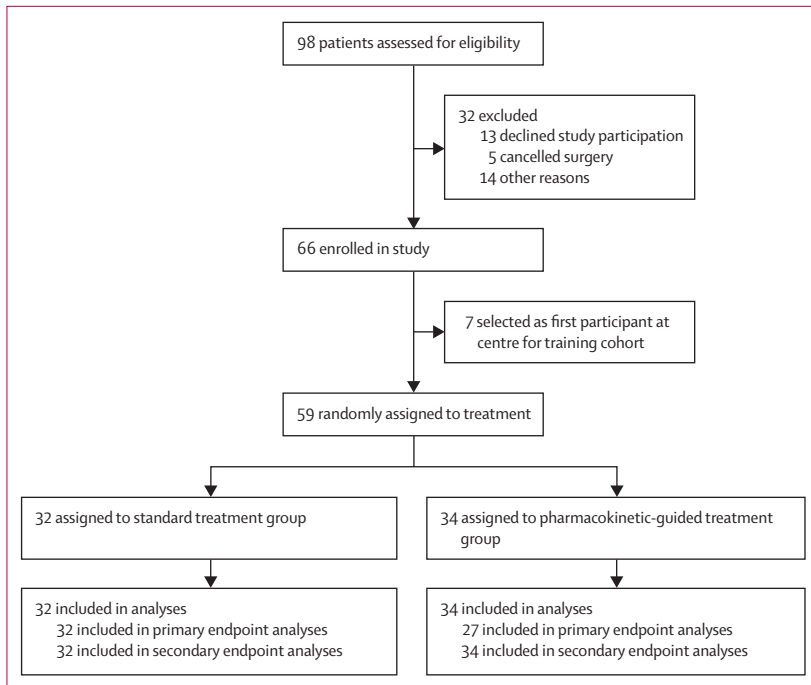 98 patients assessed for eligibility
32 excluded
13 declined study participation
5 cancelled surgery
14 other reasons
66 enrolled in study
7 selected as first participant at
centre for training cohort
59 randomly assigned to treatment
32 assigned to standard treatment group
34 assigned to pharmacokinetic-guided treatment
group
32 included in analyses
32 included in primary endpoint analyses
32 included in secondary endpoint analyses
34 included in analyses
27 included in primary endpoint analyses
34 included in secondary endpoint analyses